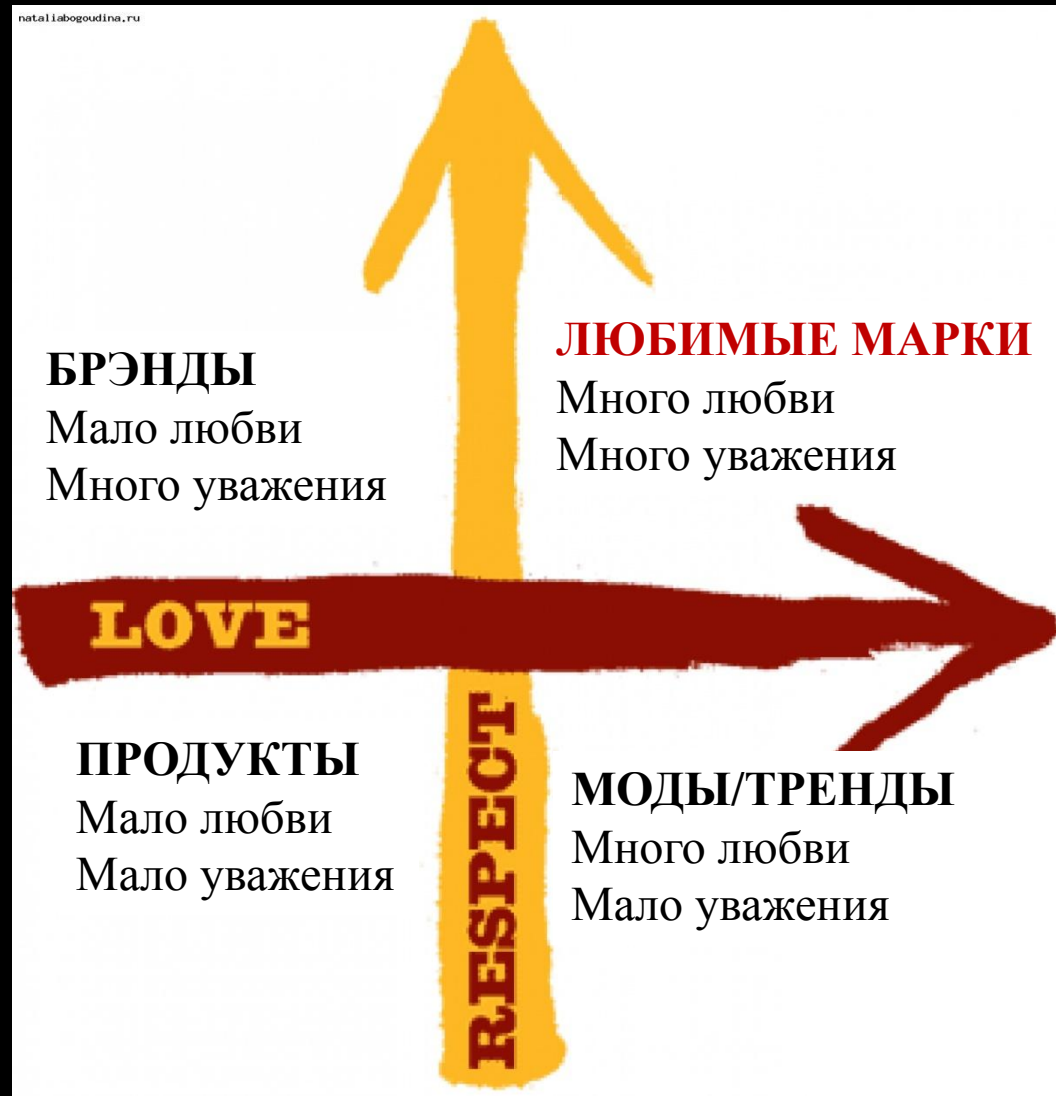 nataliabogoudina.ru
БРЭНДЫ
Мало любви
Много уважения
ЛЮБИМЫЕ МАРКИ
Много любви
Много уважения
LOVE
RESPECT
ПРОДУКТЫ
Мало любви
Мало уважения
МОДЫ/ТРЕНДЫ
Много любви
Мало уважения